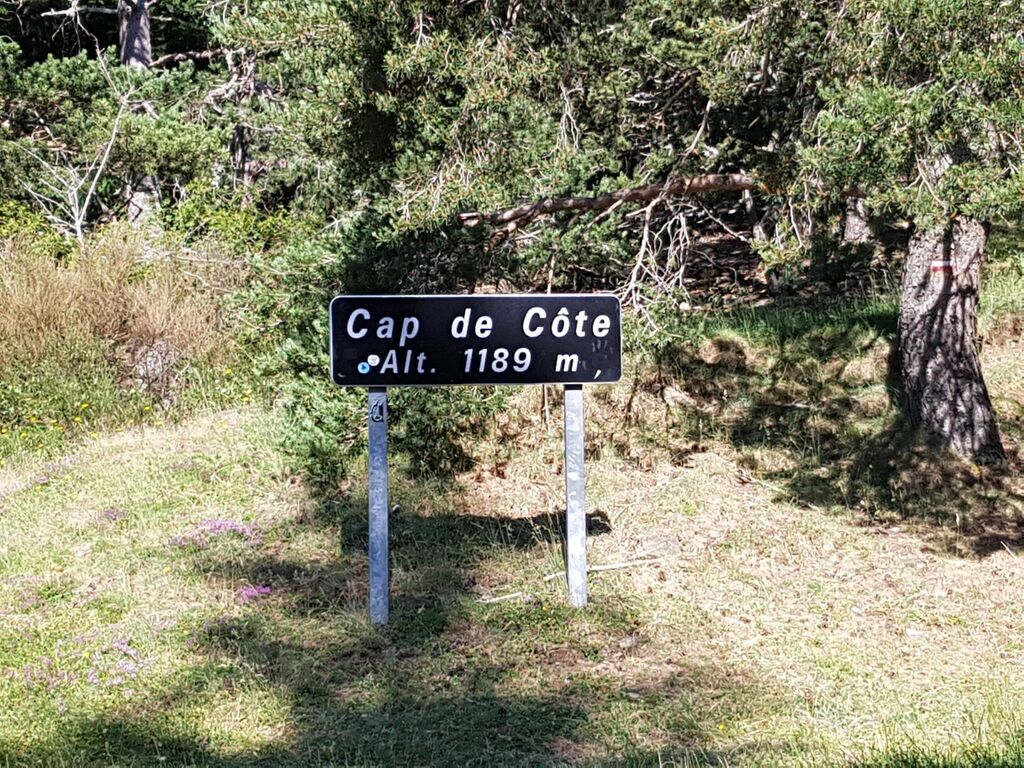 Cap de Côte
Alt. 1189 m